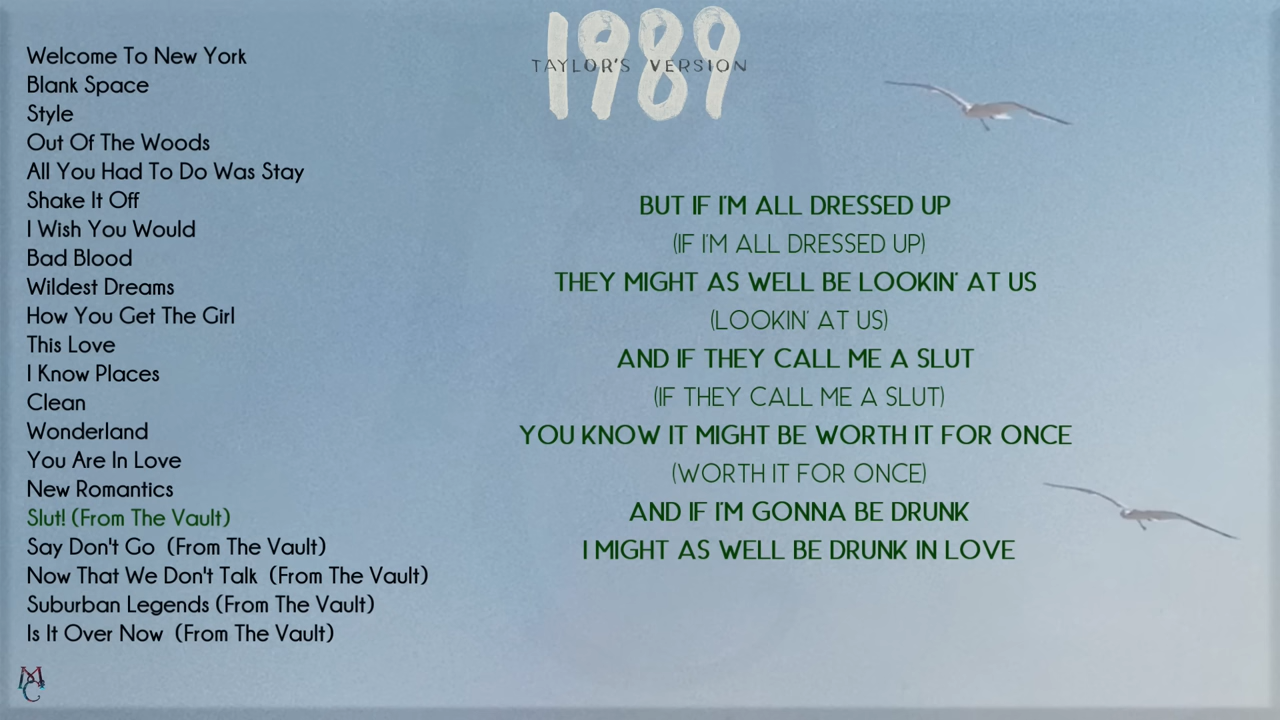 1989
TAYLOR'S VERSION
Welcome To New York
Blank Space
Style
Out Of The Woods
All You Had To Do Was Stay
Shake It Off
I Wish You Would
Bad Blood
Wildest Dreams
How You Get The Girl
This Love
I Know Places
Clean
Wonderland
You Are In Love
New Romantics
Slut! (From The Vault)
Say Don't Go (From The Vault)
Now That We Don't Talk (From The Vault)
Suburban Legends (From The Vault)
Is It Over Now (From The Vault)
BUT IF I'M ALL DRESSED UP
(IF I'M ALL DRESSED UP)
THEY MIGHT AS WELL BE LOOKIN' AT US
(LOOKIN' AT US)
AND IF THEY CALL ME A SLUT
(IF THEY CALL ME A SLUT)
YOU KNOW IT MIGHT BE WORTH IT FOR ONCE
(WORTH IT FOR ONCE)
AND IF I'M GONNA BE DRUNK
I MIGHT AS WELL BE DRUNK IN LOVE